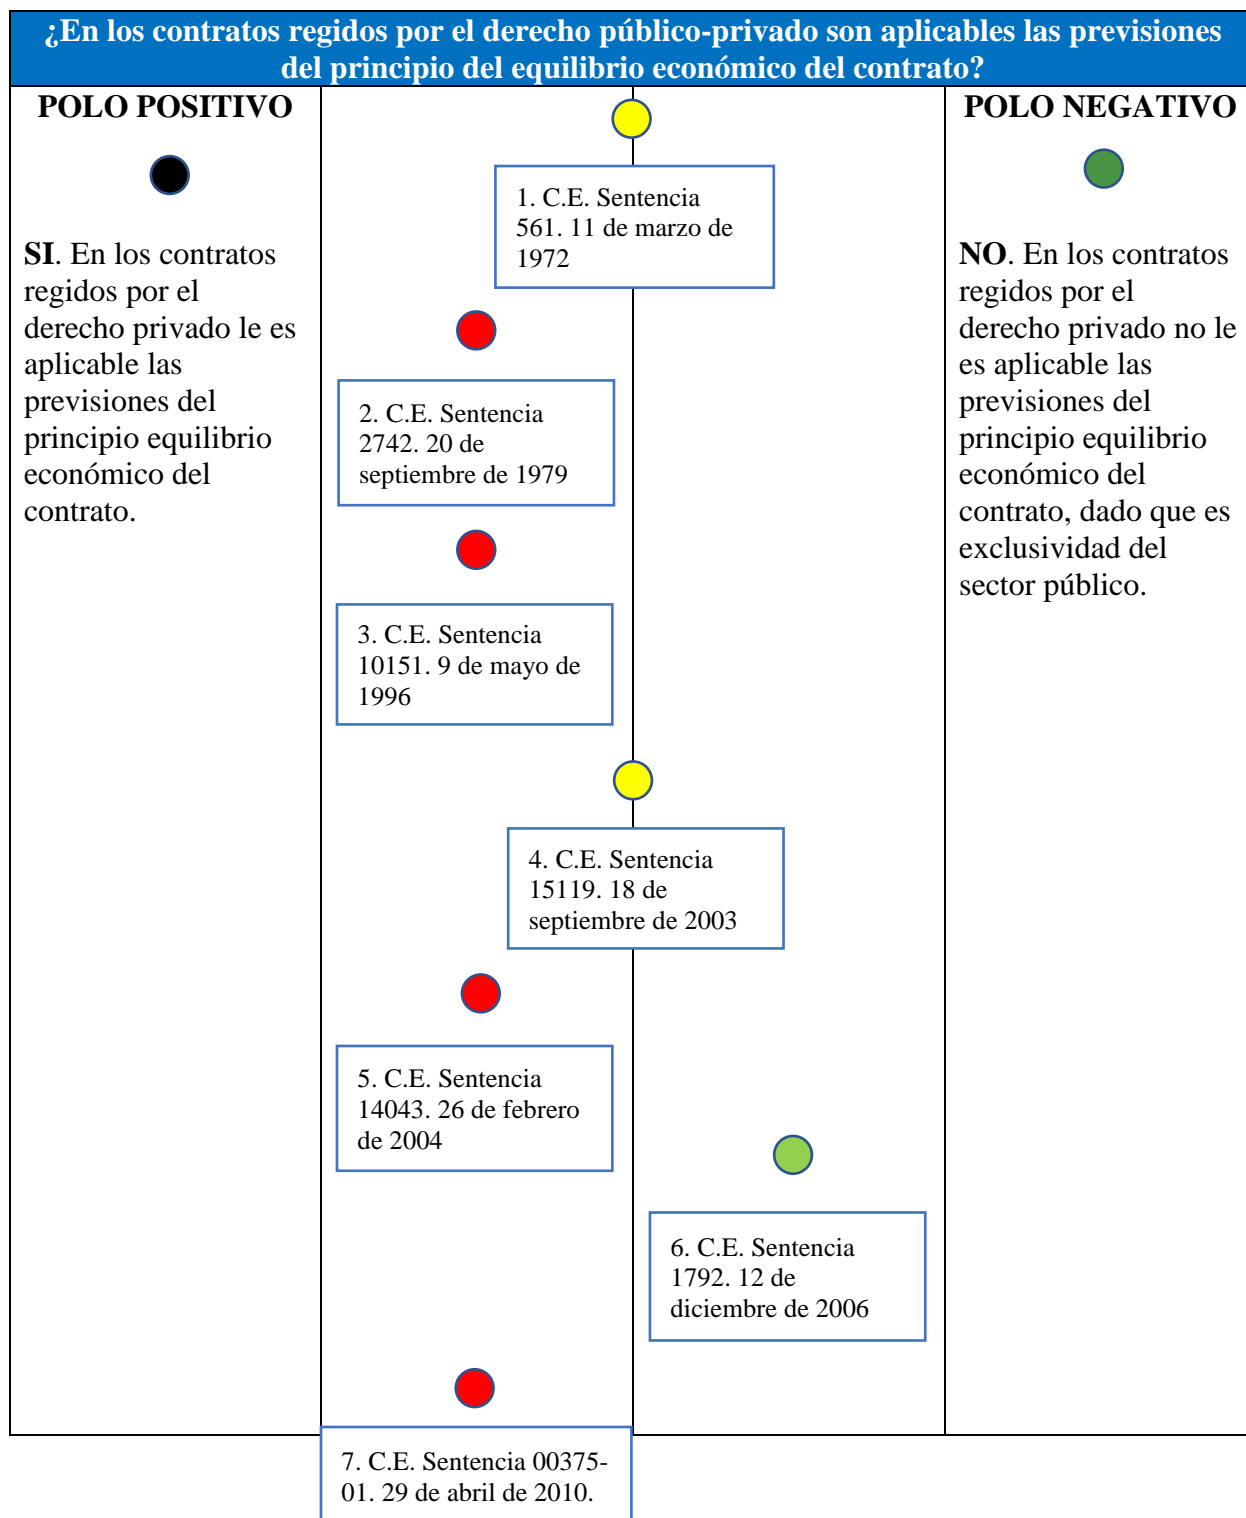 ¿En los contratos regidos por el derecho público-privado son aplicables las previsiones
del principio del equilibrio económico del contrato?
POLO POSITIVO
SI. En los contratos
regidos por el
derecho privado le es
aplicable las
previsiones del
principio equilibrio
económico del
contrato.
1. C.E. Sentencia
561. 11 de marzo de
1972
2. C.E. Sentencia
2742. 20 de
septiembre de 1979
3. C.E. Sentencia
10151. 9 de mayo de
1996
4. C.E. Sentencia
15119. 18 de
septiembre de 2003
5. C.E. Sentencia
14043. 26 de febrero
de 2004
6. C.E. Sentencia
1792. 12 de
diciembre de 2006
7. C.E. Sentencia 00375-
01. 29 de abril de 2010.
POLO NEGATIVO
NO. En los contratos
regidos por el
derecho privado no le
es aplicable las
previsiones del
principio equilibrio
económico del
contrato, dado que es
exclusividad del
sector público.